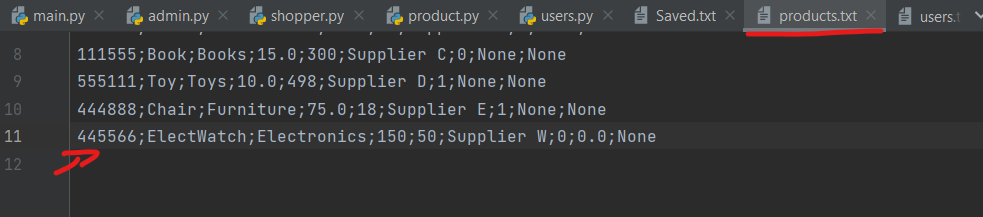 main.py admin.py shopper.py product.py users.py Saved.txt products.txt users.t
8 111555;Book;Books;15.0;300;Supplier C;0;None;None
9 555111;Toy;Toys;10.0;498;Supplier D;1;None;None
10 444888;Chair;Furniture;75.0;18;Supplier E;1;None;None
11 445566;ElectWatch;Electronics;150;50;Supplier W;0;0.0;None
12